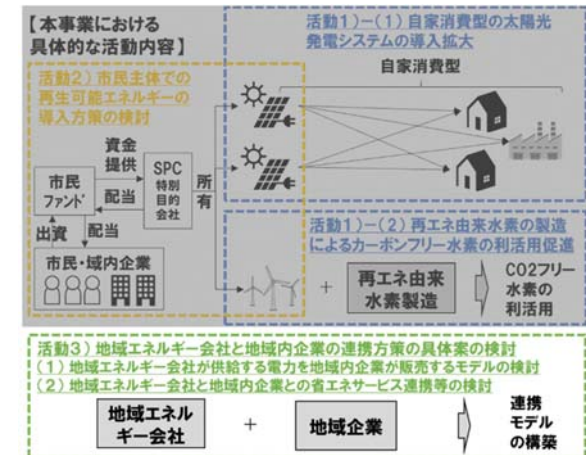 【本事業における
具体的な活動内容】
活動1）－（1）自家消費型の太陽光
発電システムの導入拡大
自家消費型
活動2）市民主体での
再生可能エネルギーの
導入方策の検討
資金
提供
市民
ファンド
配当
SPC
特別
目的
会社
所
有
出資
配当
市民・域内企業
活動1）－（2）再エネ由来水素の製造
によるカーボンフリー水素の利活用促進
+
再エネ由来
水素製造
CO2フリー
水素の
利活用
活動3）地域エネルギー会社と地域内企業の連携方策の具体案の検討
（1）地域エネルギー会社が供給する電力を地域内企業が販売するモデルの検討
（2）地域エネルギー会社と地域内企業との省エネサービス連携等の検討
地域エネル
ギー会社
+
地域企業
連携
モデル
の構築